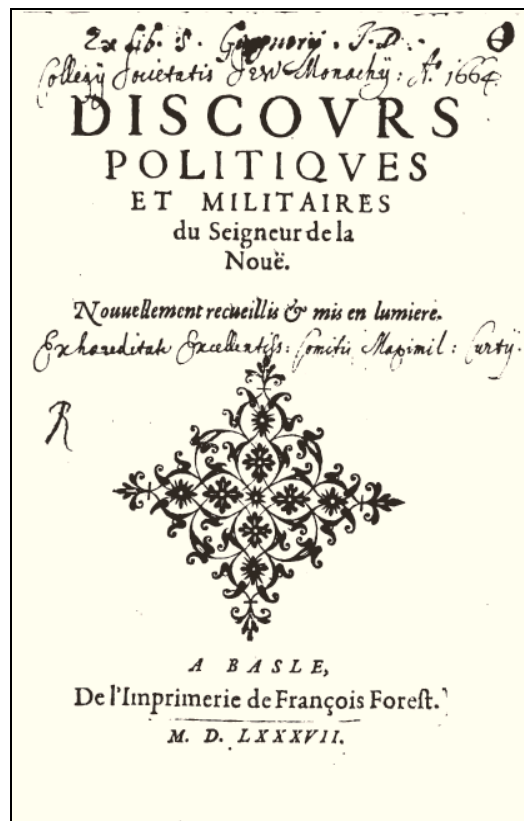 Ex lib. S.
Collegij Societatis Jesu Monachij: Aº 1664.
DISCOVRS
POLITIQVES
ET MILITAIRES
du Seigneur de la
Nouë.
Nouuellement recueillis & mis en lumiere.
Ex haereditate Excellentiss: Comitis Maximil: Curtij.
R
A BASLE,
De l'Imprimerie de François Forest.
M. D. LXXXVII.